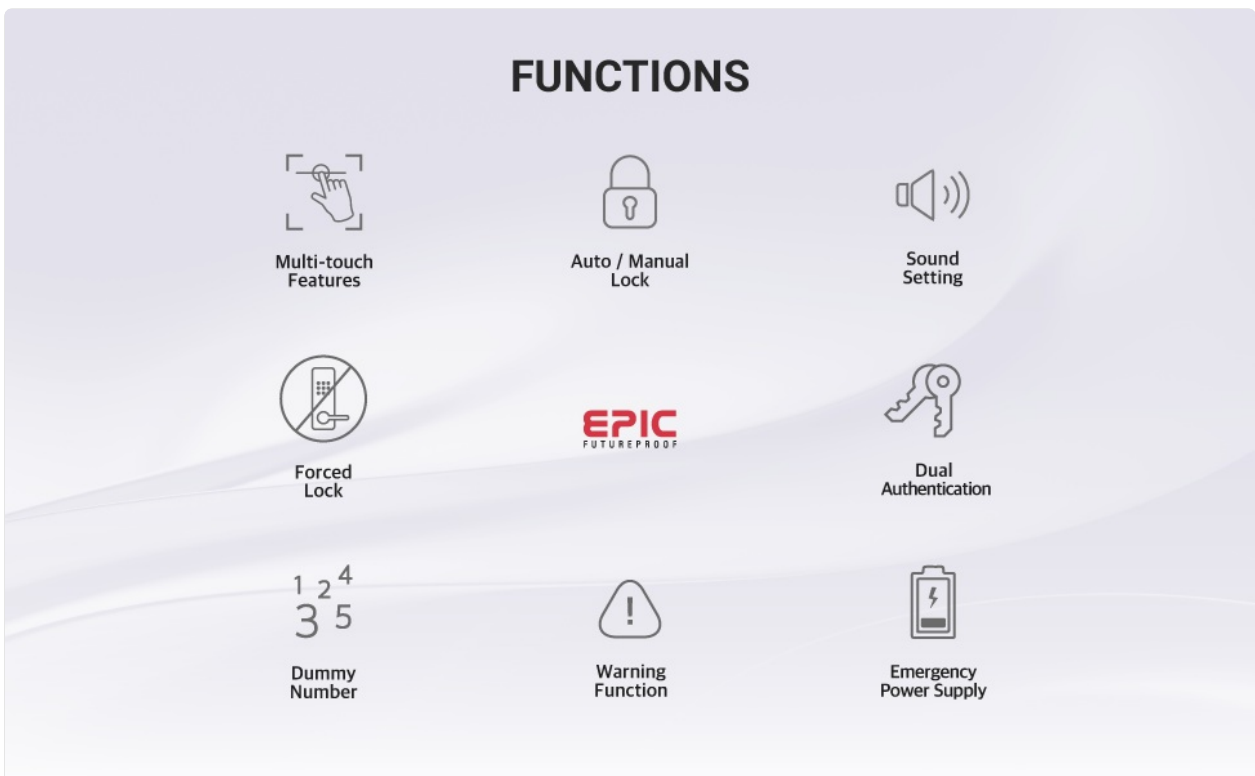 FUNCTIONS
Multi-touch
Features
Auto / Manual
Lock
Sound
Setting
Forced
Lock
EPIC
FUTUREPROOF
Dual
Authentication
1 2 4
3 5
Dummy
Number
Warning
Function
Emergency
Power Supply